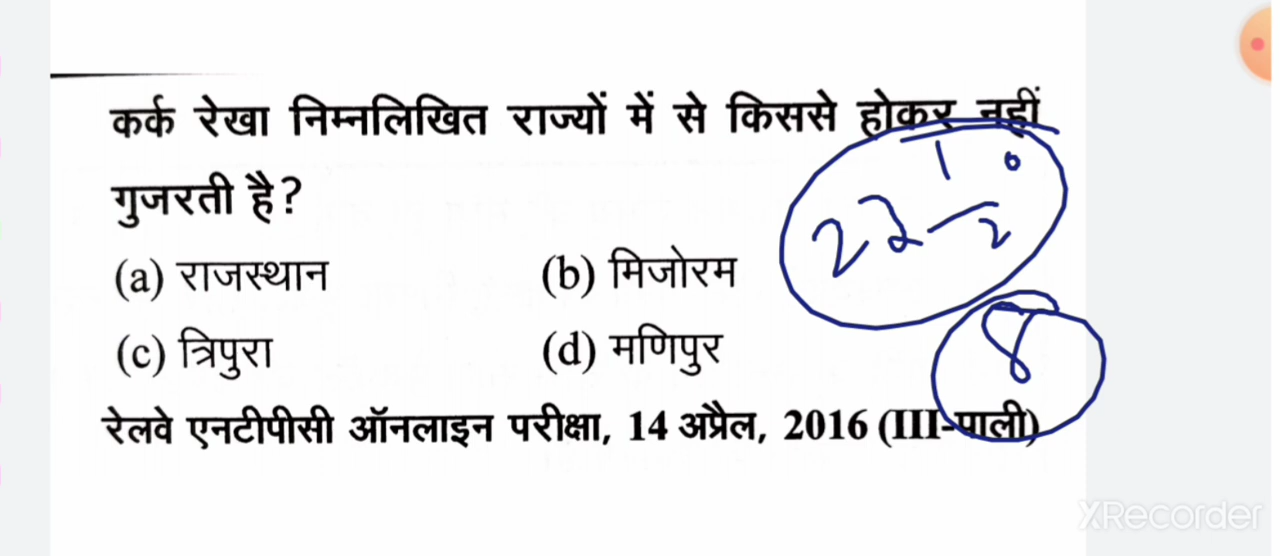 कर्क रेखा निम्नलिखित राज्यों में से किससे होकर नहीं
गुजरती है?
(a) राजस्थान (b) मिजोरम
22 1/2 °
(c) त्रिपुरा (d) मणिपुर
8
रेलवे एनटीपीसी ऑनलाइन परीक्षा, 14 अप्रैल, 2016 (III-पाली)
XRecorder